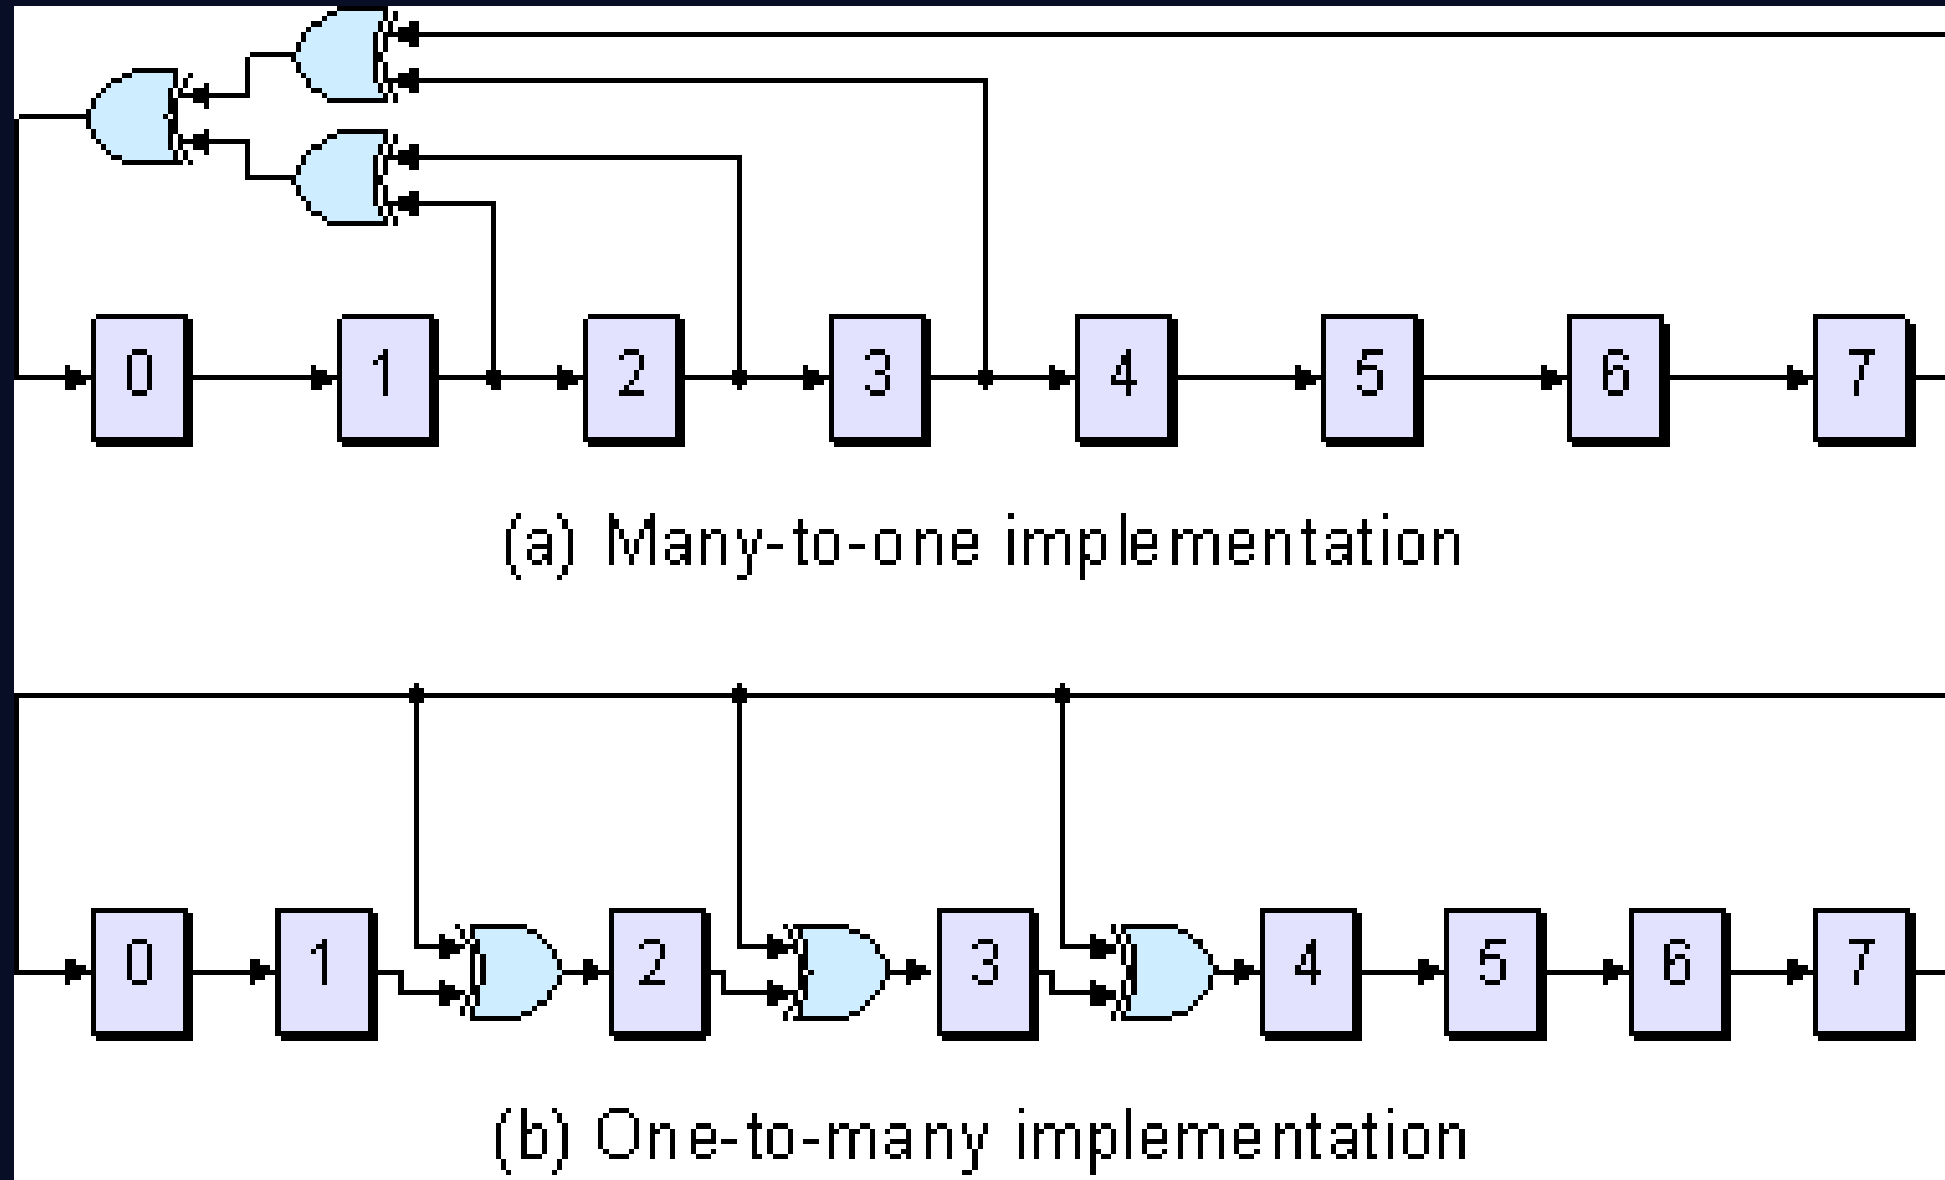 0 1 2 3 4 5 6 7
(a) Many-to-one implementation
0 1 2 3 4 5 6 7
(b) One-to-many implementation